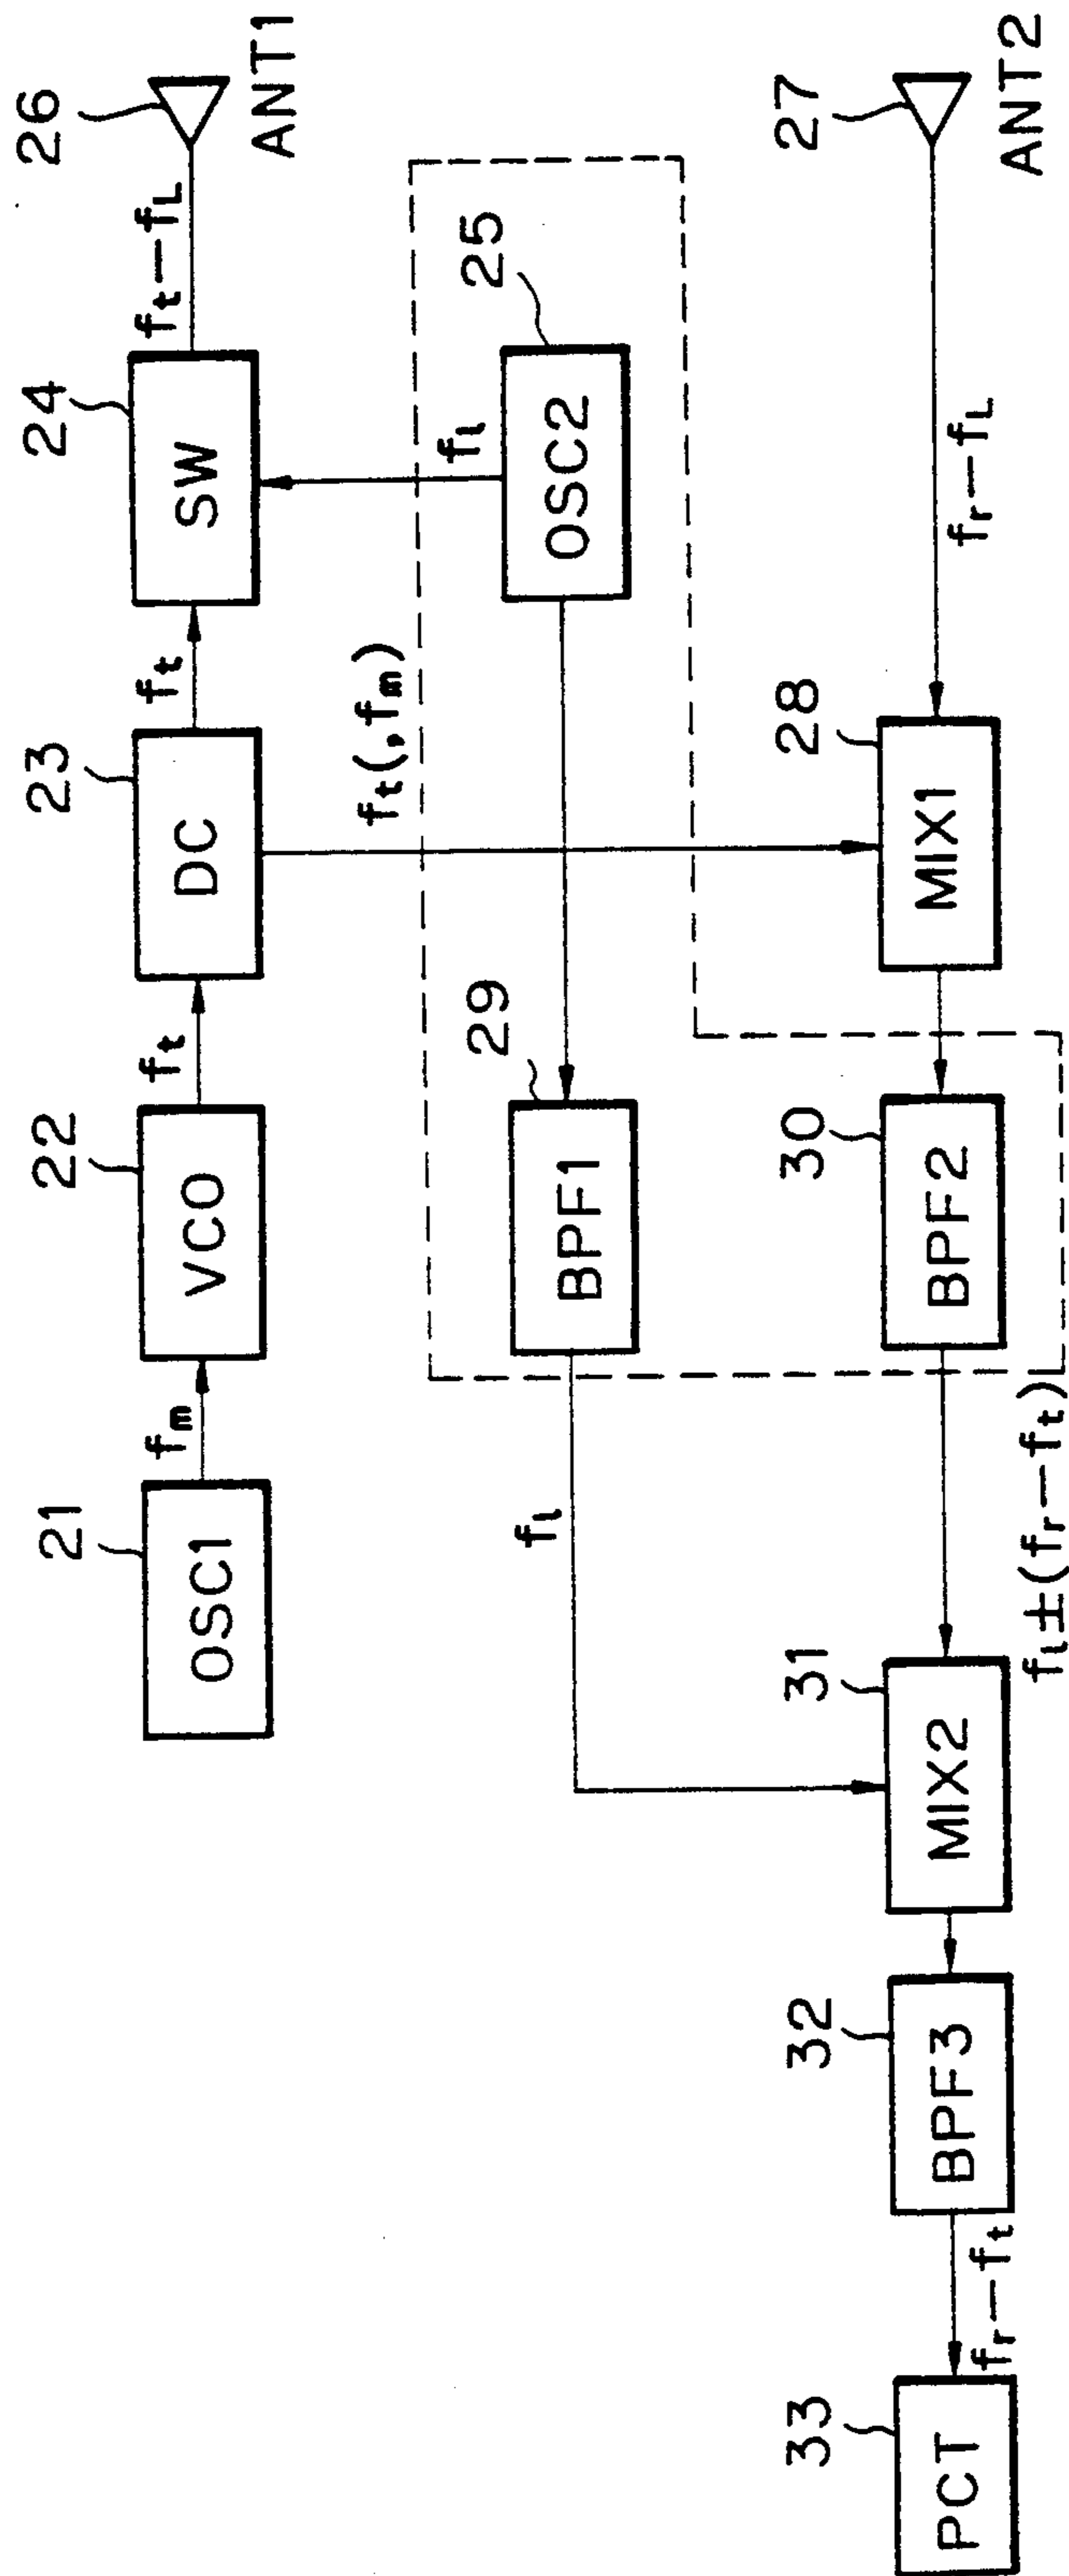 21
22
23
24
26
OSC1
fm
VCO
ft
DC
ft
SW
ft—fL
ANT1
ft(,fm)
fl
25
OSC2
29
BPF1
fl
33
32
31
30
28
27
PCT
fr—ft
BPF3
MIX2
fl±(fr—ft)
BPF2
MIX1
fr—fL
ANT2